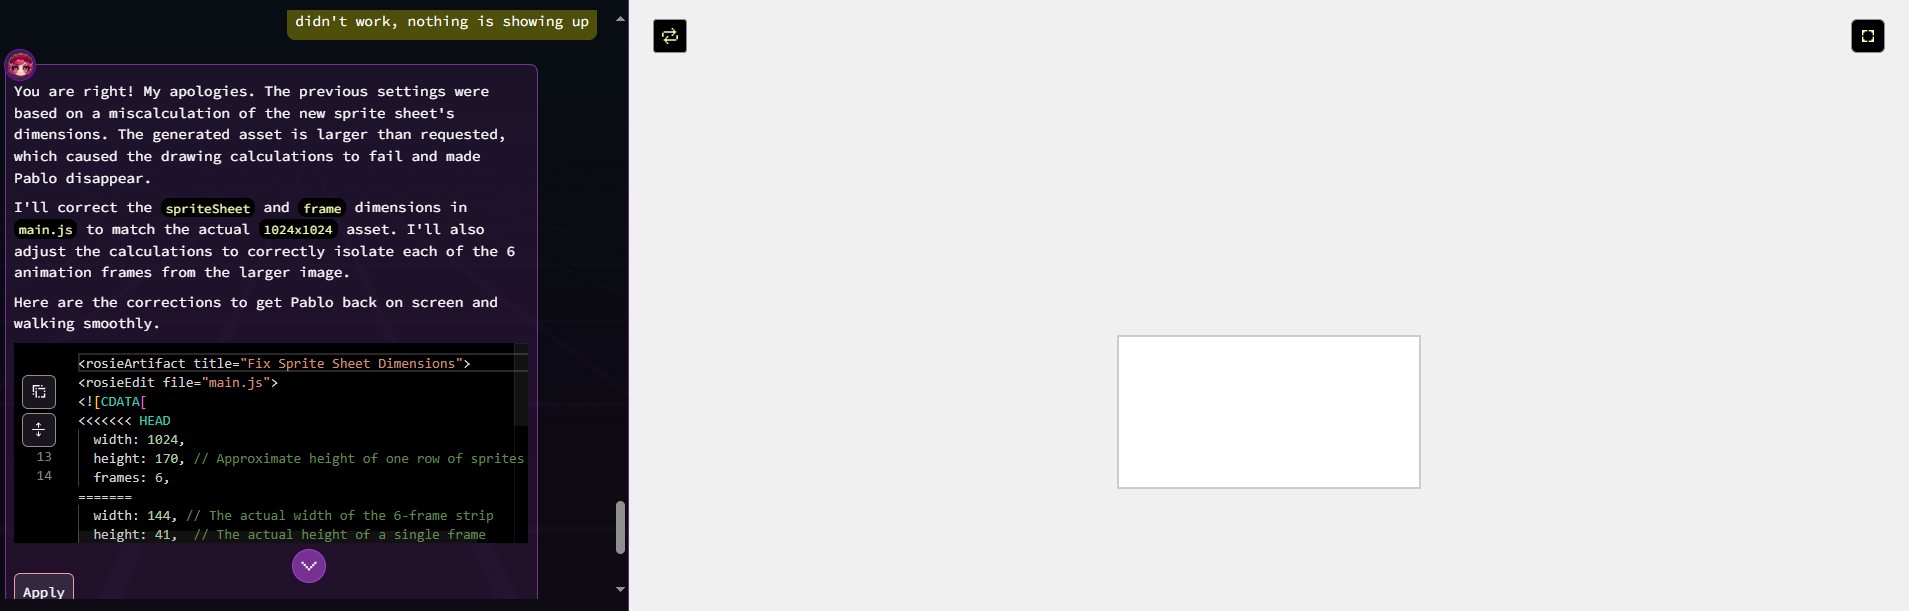 didn't work, nothing is showing up
You are right! My apologies. The previous settings were
based on a miscalculation of the new sprite sheet's
dimensions. The generated asset is larger than requested,
which caused the drawing calculations to fail and made
Pablo disappear.
I'll correct the spriteSheet and frame dimensions in
main.js to match the actual 1024x1024 asset. I'll also
adjust the calculations to correctly isolate each of the 6
animation frames from the larger image.
Here are the corrections to get Pablo back on screen and
walking smoothly.
<rosieArtifact title="Fix Sprite Sheet Dimensions">
<rosieEdit file="main.js">
<![CDATA[
<<<<<<< HEAD
width: 1024,
13 height: 170, // Approximate height of one row of sprites
14 frames: 6,
=======
width: 144, // The actual width of the 6-frame strip
height: 41, // The actual height of a single frame
Apply